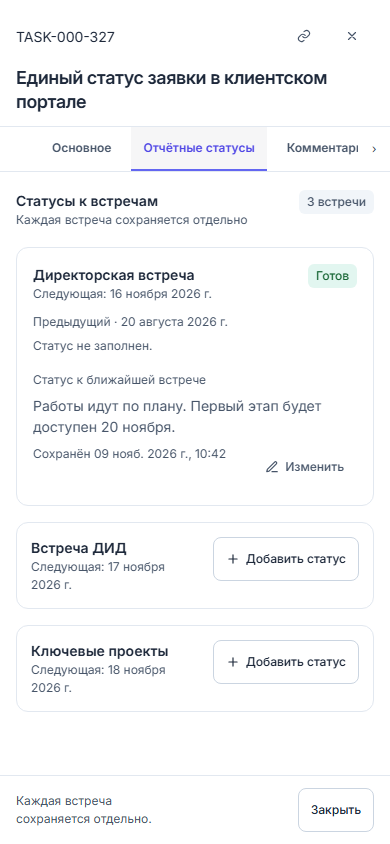 TASK-000-327
Единый статус заявки в клиентском
портале
Основное
Отчётные статусы
Коммента
Статусы к встречам
3 встречи
Каждая встреча сохраняется отдельно
Директорская встреча
Готов
Следующая: 16 ноября 2026 г.
Предыдущий · 20 августа 2026 г.
Статус не заполнен.
Статус к ближайшей встрече
Работы идут по плану. Первый этап будет
доступен 20 ноября.
Сохранён 09 нояб. 2026 г., 10:42
Изменить
Встреча ДИД
Следующая: 17 ноября
2026 г.
+ Добавить статус
Ключевые проекты
Следующая: 18 ноября
2026 г.
+ Добавить статус
Каждая встреча
сохраняется отдельно.
Закрыть